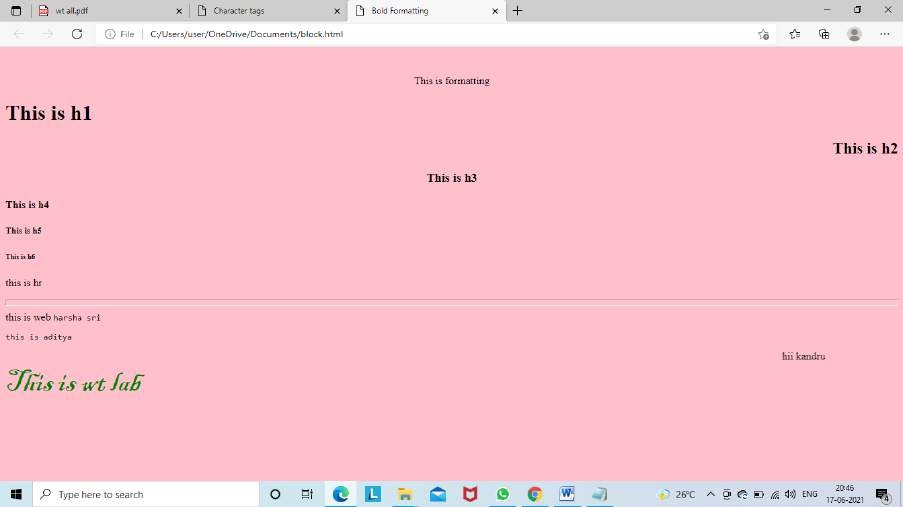 wt all.pdf
Character tags
Bold Formatting
File
C:/Users/user/OneDrive/Documents/block.html
This is formatting
This is h1
This is h2
This is h3
This is h4
This is h5
This is h6
this is hr
this is web harsha sri
this is aditya
hii kandru
This is wt lab
Type here to search
L
W
26°C
ENG
20:46
17-06-2021
4